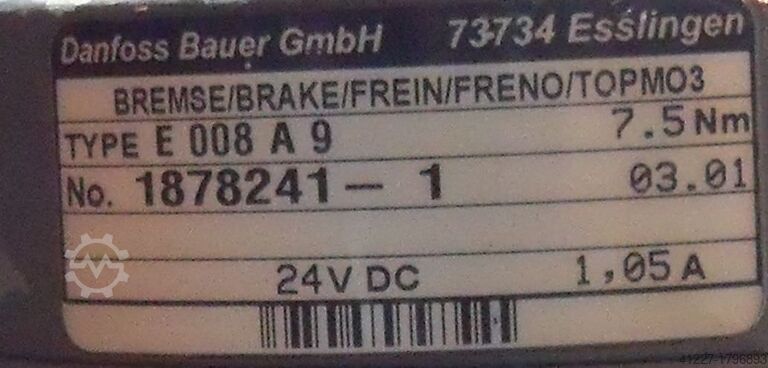 Danfoss Bauer GmbH 73734 Esslingen
BREMSE/BRAKE/FREIN/FRENO/TOPMO3
TYPE E 008 A 9 7.5 Nm
No. 1878241 - 1 03.01
24V DC 1,05 A
41227-1796893